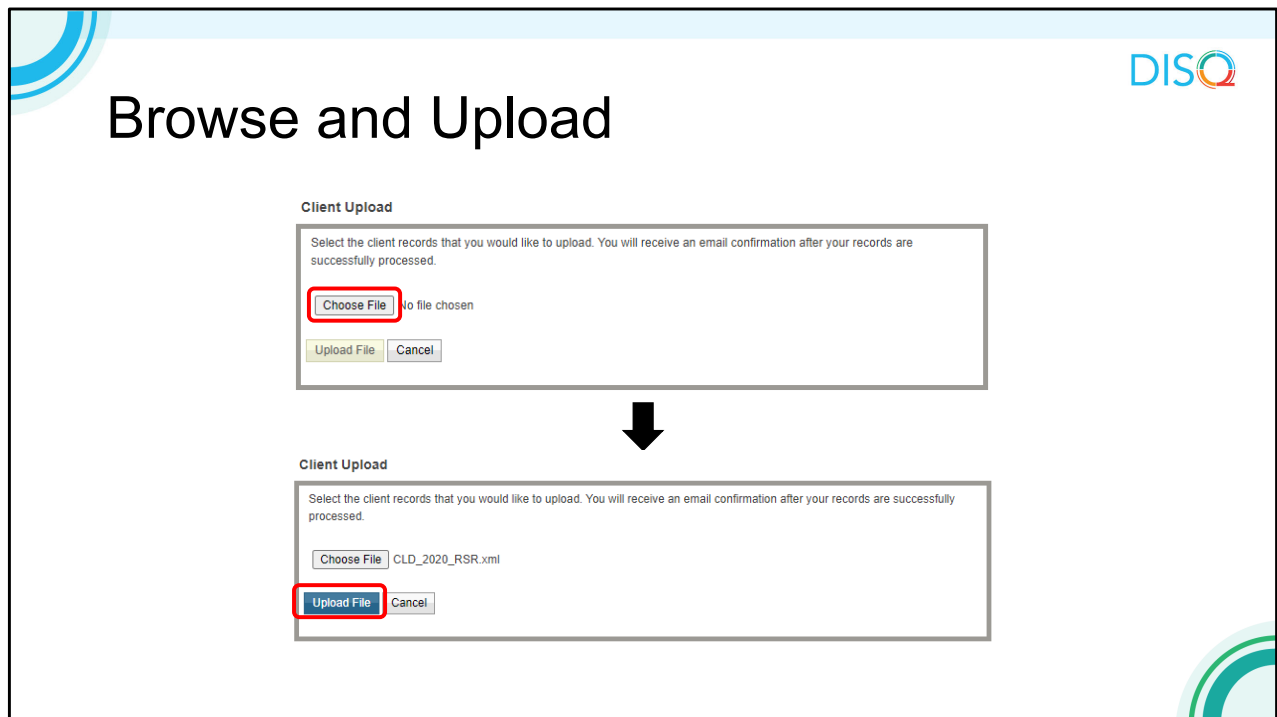 DISQ
Browse and Upload
Client Upload
Select the client records that you would like to upload. You will receive an email confirmation after your records are
successfully processed.
Choose File No file chosen
Upload File Cancel
Client Upload
Select the client records that you would like to upload. You will receive an email confirmation after your records are successfully
processed.
Choose File CLD_2020_RSR.xml
Upload File Cancel